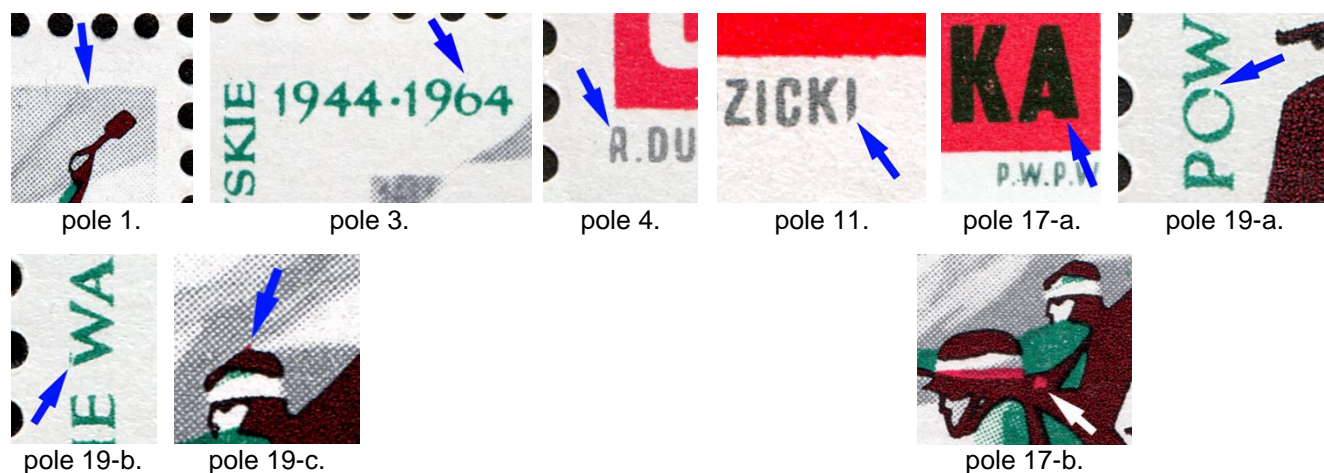 SKIE 1944·1964
R.DU
ZICKI
KA
P.W.P.W
POW
pole 1.
pole 3.
pole 4.
pole 11.
pole 17-a.
pole 19-a.
IE WA
pole 19-b.
pole 19-c.
pole 17-b.